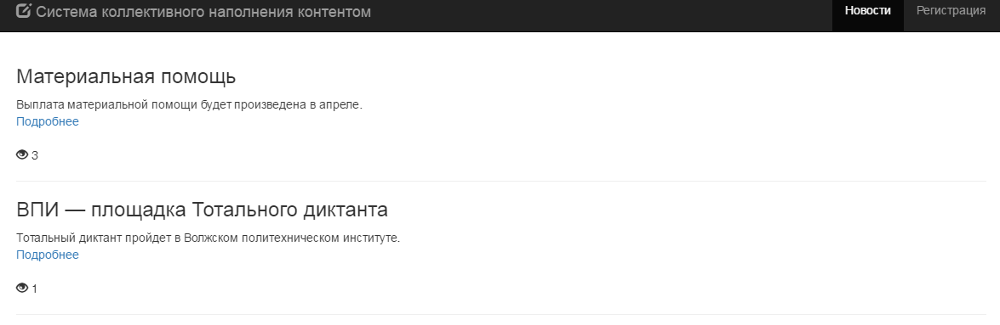 Система коллективного наполнения контентом
Новости
Регистрация
Материальная помощь
Выплата материальной помощи будет произведена в апреле.
Подробнее
3
ВПИ — площадка Тотального диктанта
Тотальный диктант пройдет в Волжском политехническом институте.
Подробнее
1